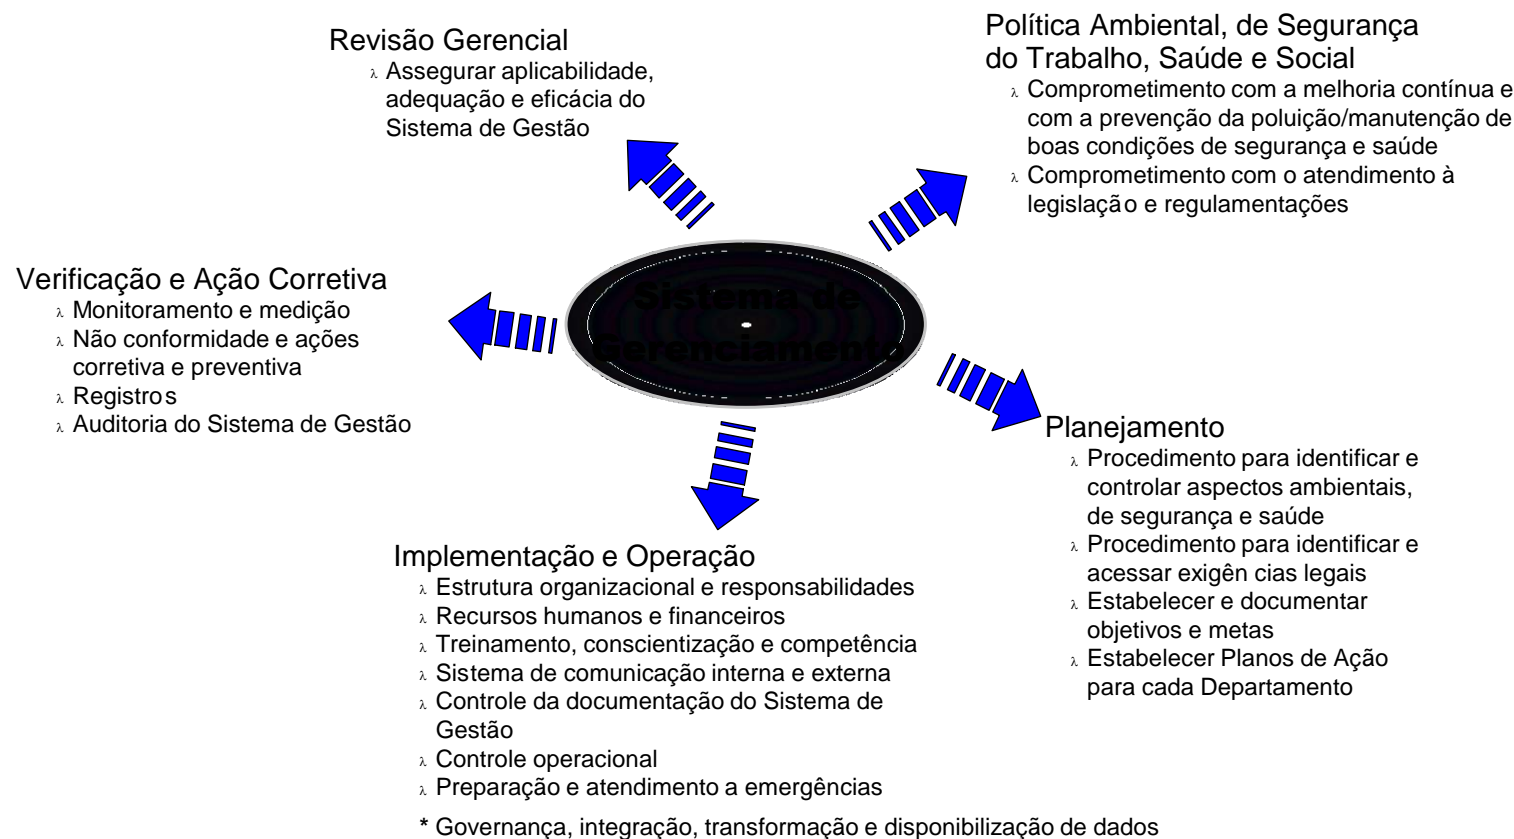 Revisão Gerencial
λ Assegurar aplicabilidade,
adequação e eficácia do
Sistema de Gestão
Política Ambiental, de Segurança
do Trabalho, Saúde e Social
λ Comprometimento com a melhoria contínua e
com a prevenção da poluição/manutenção de
boas condições de segurança e saúde
λ Comprometimento com o atendimento à
legislação e regulamentações
Sistema de
Gerenciamento
Verificação e Ação Corretiva
λ Monitoramento e medição
λ Não conformidade e ações
corretiva e preventiva
λ Registros
λ Auditoria do Sistema de Gestão
Planejamento
λ Procedimento para identificar e
controlar aspectos ambientais,
de segurança e saúde
λ Procedimento para identificar e
acessar exigên cias legais
λ Estabelecer e documentar
objetivos e metas
λ Estabelecer Planos de Ação
para cada Departamento
Implementação e Operação
λ Estrutura organizacional e responsabilidades
λ Recursos humanos e financeiros
λ Treinamento, conscientização e competência
λ Sistema de comunicação interna e externa
λ Controle da documentação do Sistema de
Gestão
λ Controle operacional
λ Preparação e atendimento a emergências
* Governança, integração, transformação e disponibilização de dados